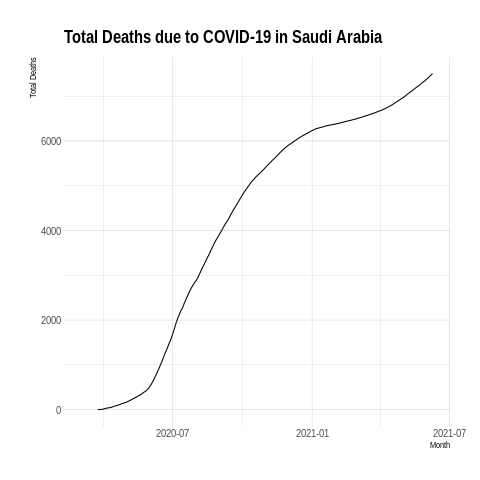 Total Deaths due to COVID-19 in Saudi Arabia
Total Deaths
6000
4000
2000
0
2020-07 2021-01 2021-07
Month